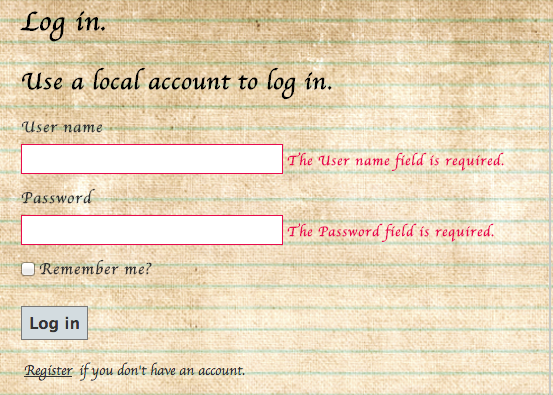 Log in.
Use a local account to log in.
User name
The User name field is required.
Password
The Password field is required.
Remember me?
Log in
Register if you don't have an account.